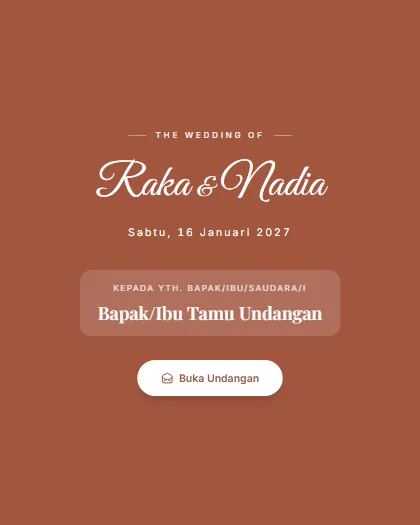 THE WEDDING OF
Raka & Nadia
Sabtu, 16 Januari 2027
KEPADA YTH. BAPAK/IBU/SAUDARA/I
Bapak/Ibu Tamu Undangan
Buka Undangan